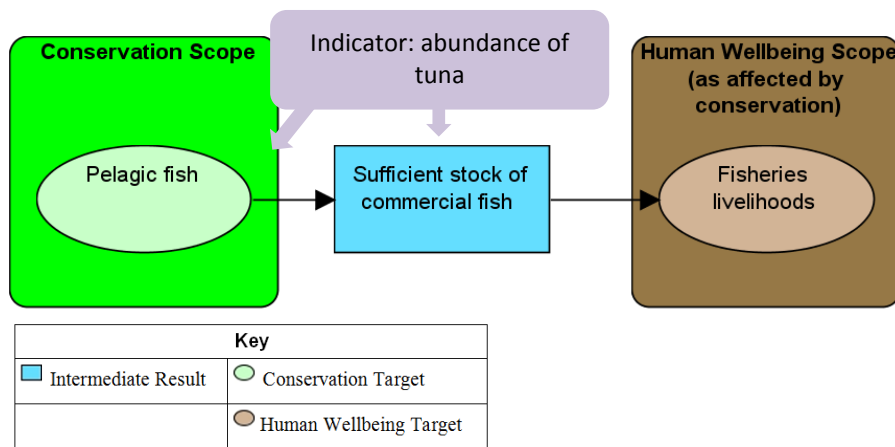 Conservation Scope
Indicator: abundance of
tuna
Human Wellbeing Scope
(as affected by
conservation)
Pelagic fish
Sufficient stock of
commercial fish
Fisheries
livelihoods
Key
Intermediate Result
Conservation Target
Human Wellbeing Target